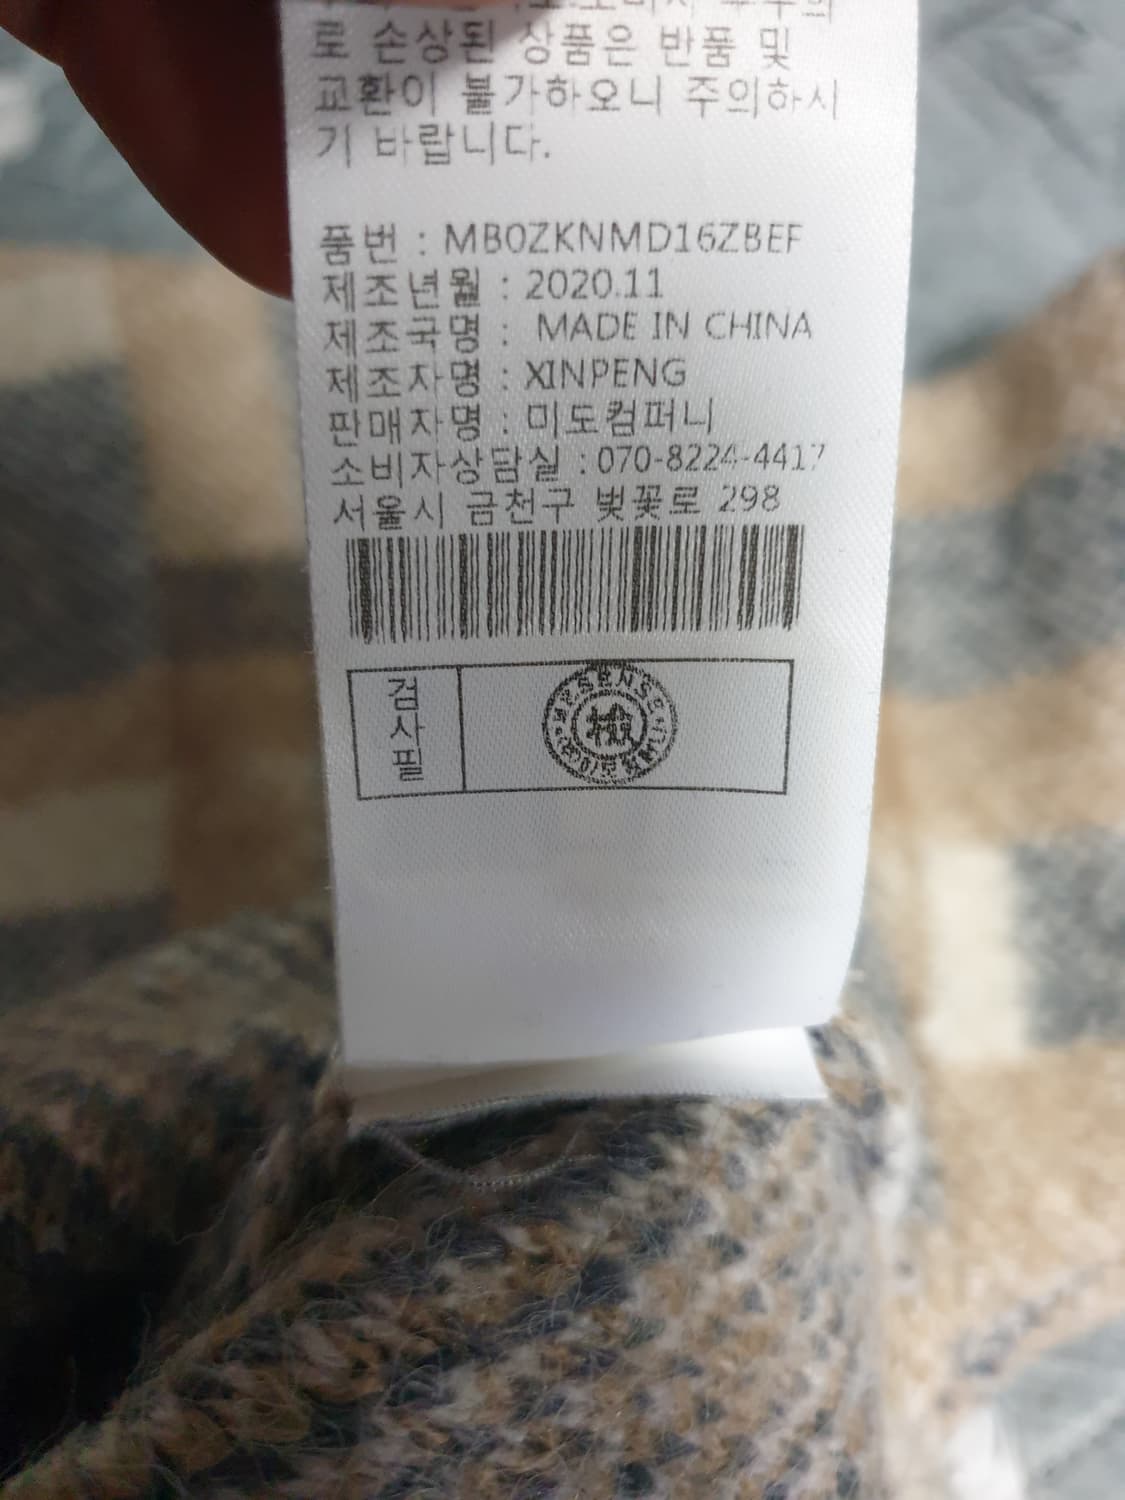 로 손상된 상품은 반품 및
교환이 불가하오니 주의하시
기 바랍니다.
품번 : MB0ZKNMD16ZBEF
제조년월 : 2020.11
제조국명 : MADE IN CHINA
제조자명 : XINPENG
판매자명 : 미도컴퍼니
소비자상담실 : 070-8224-4417
서울시 금천구 벚꽃로 298
검사필